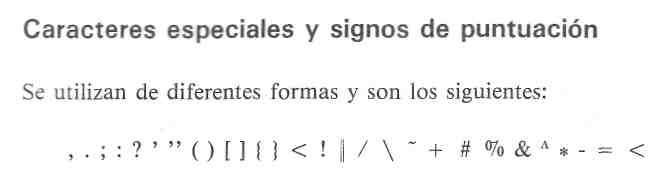 Caracteres especiales y signos de puntuación
Se utilizan de diferentes formas y son los siguientes:
, . ; : ? ' ” ( ) [ ] { } < ! || / \ ~ + # % & ^ * - = <